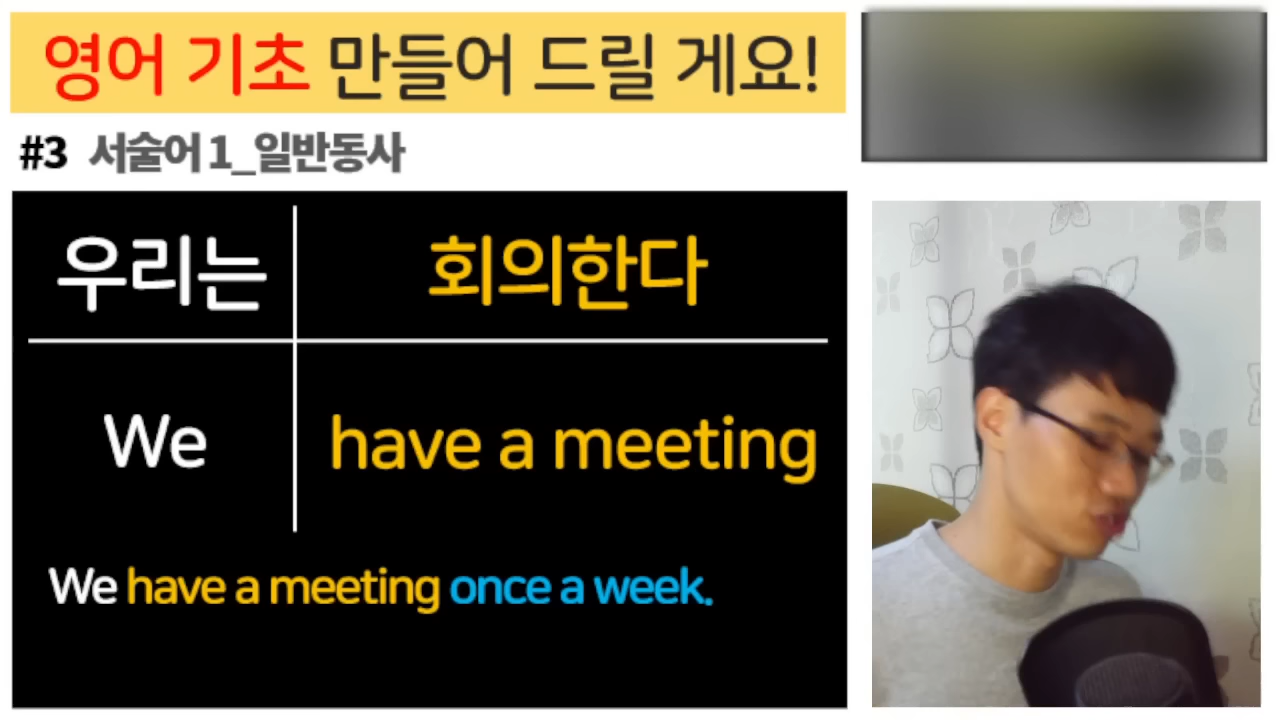 영어 기초 만들어 드릴 게요!
#3 서술어 1_일반동사
우리는 회의한다
We have a meeting
We have a meeting once a week.